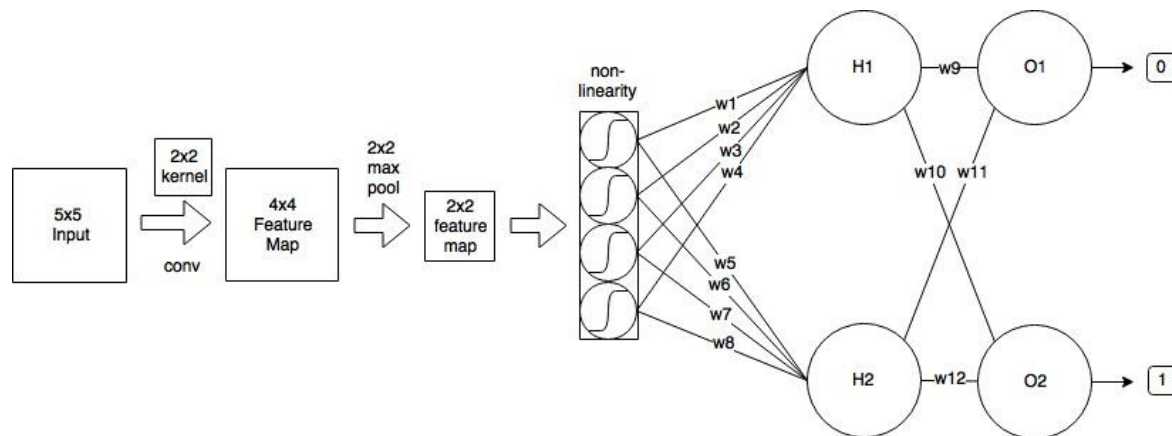 5x5
Input
2x2
kernel
conv
4x4
Feature
Map
2x2
max
pool
2x2
feature
map
non-
linearity
w1
w2
w3
w4
w5
w6
w7
w8
H1
H2
w9
w10
w11
w12
O1
O2
0
1